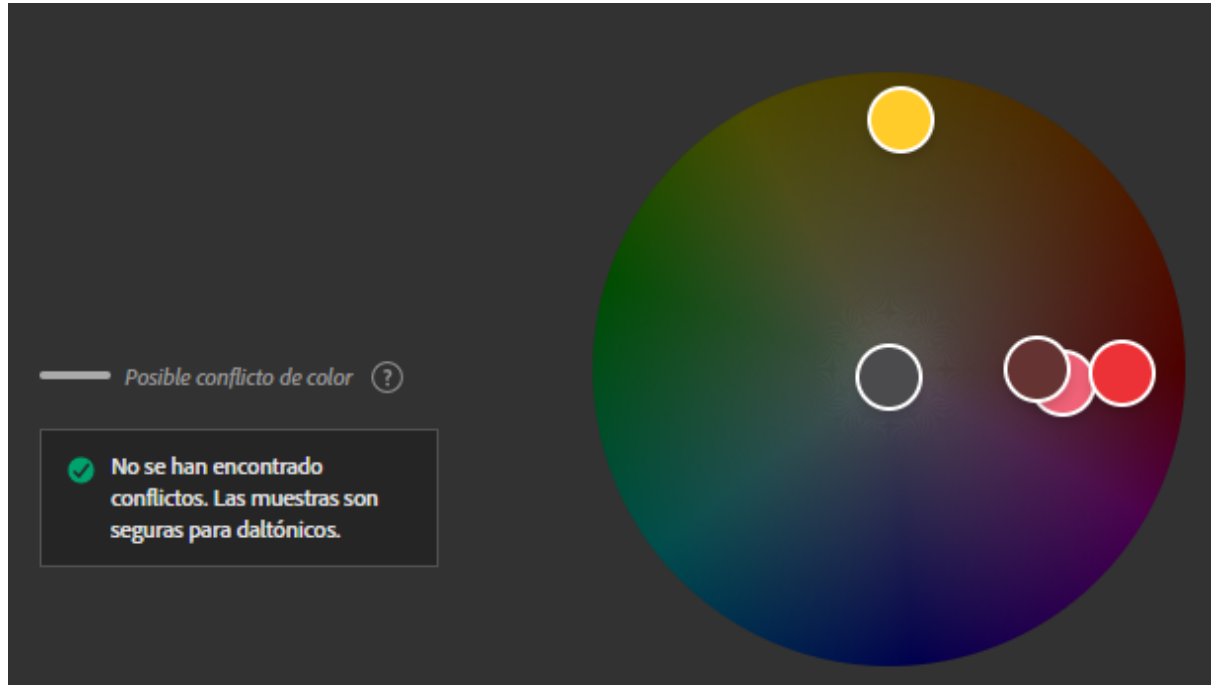 Posible conflicto de color ?
No se han encontrado
conflictos. Las muestras son
seguras para daltónicos.